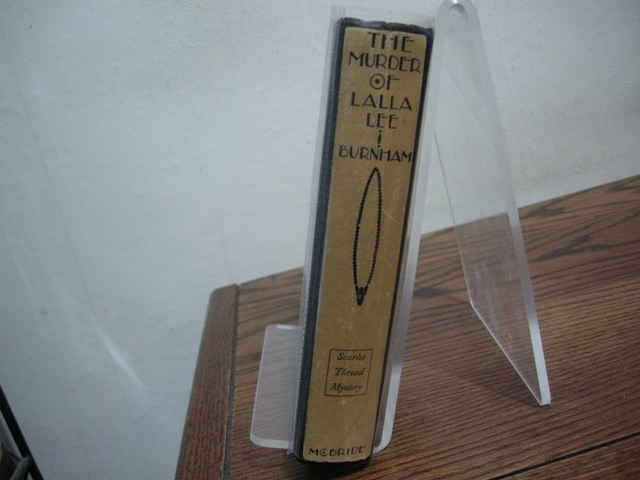 THE
MURDER
OF
LALLA
LEE
BURNHAM
Scarlet
Thread
Mystery
MCBRIDE